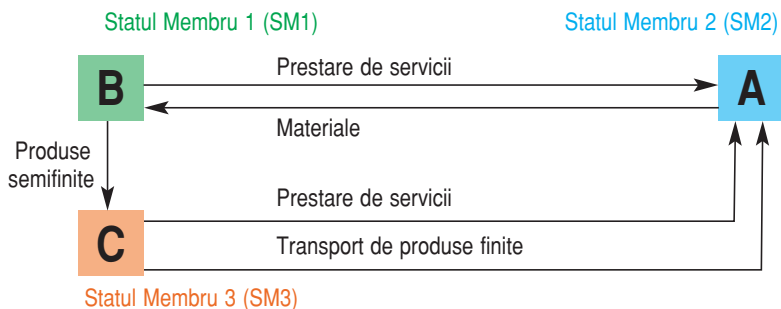 Statul Membru 1 (SM1)
Statul Membru 2 (SM2)
Prestare de servicii
B
A
Materiale
Produse
semifinite
Prestare de servicii
C
Transport de produse finite
Statul Membru 3 (SM3)